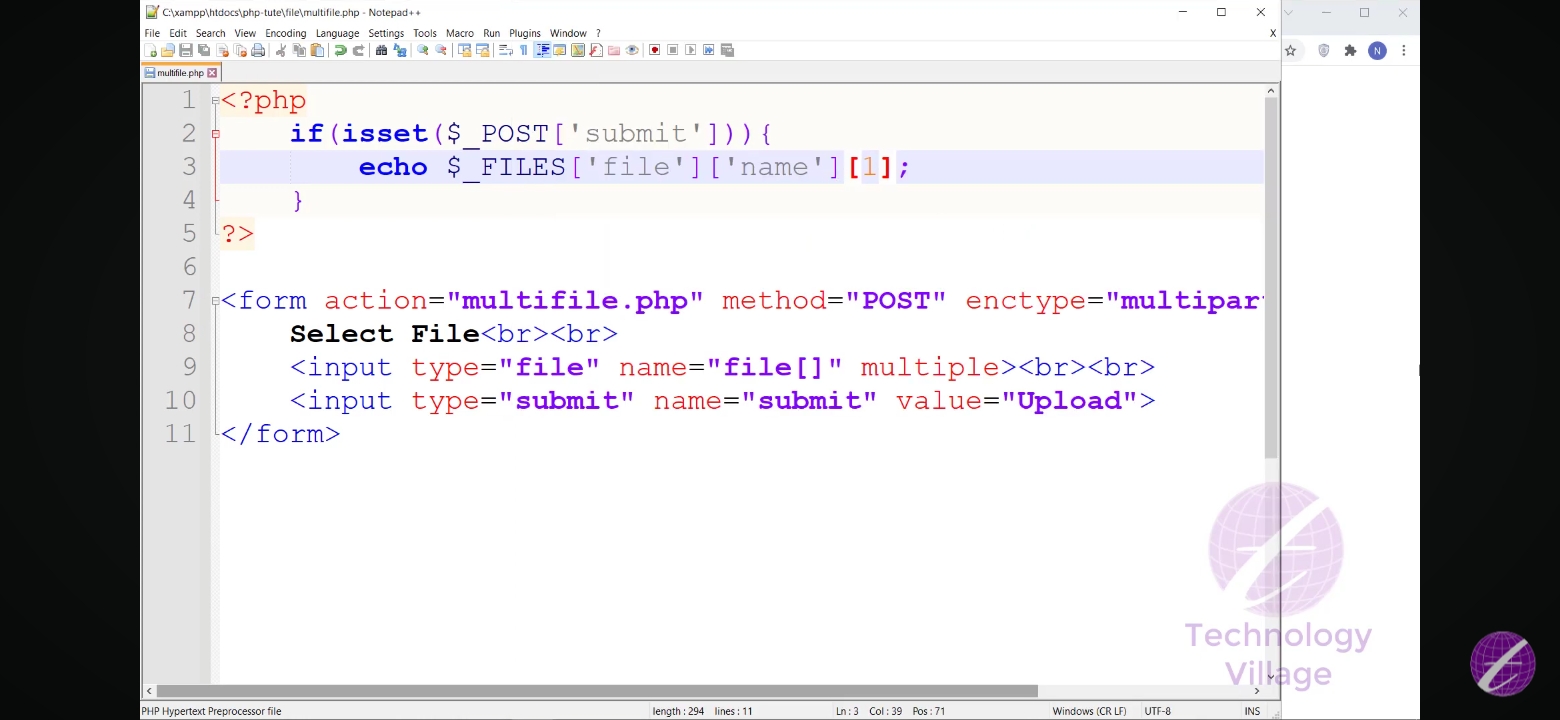 C:\xampp\htdocs\php-tute\file\multifile.php - Notepad++
File Edit Search View Encoding Language Settings Tools Macro Run Plugins Window ? X
multifile.php
N
1 <?php
2 if(isset($_POST['submit'])){
3 echo $_FILES['file']['name'][1];
4 }
5 ?>
6
7 <form action="multifile.php" method="POST" enctype="multipar
8 Select File<br><br>
9 <input type="file" name="file[]" multiple><br><br>
10 <input type="submit" name="submit" value="Upload">
11 </form>
Technology
Village
PHP Hypertext Preprocessor file length : 294 lines : 11 Ln : 3 Col : 39 Pos : 71 Windows (CR LF) UTF-8 INS